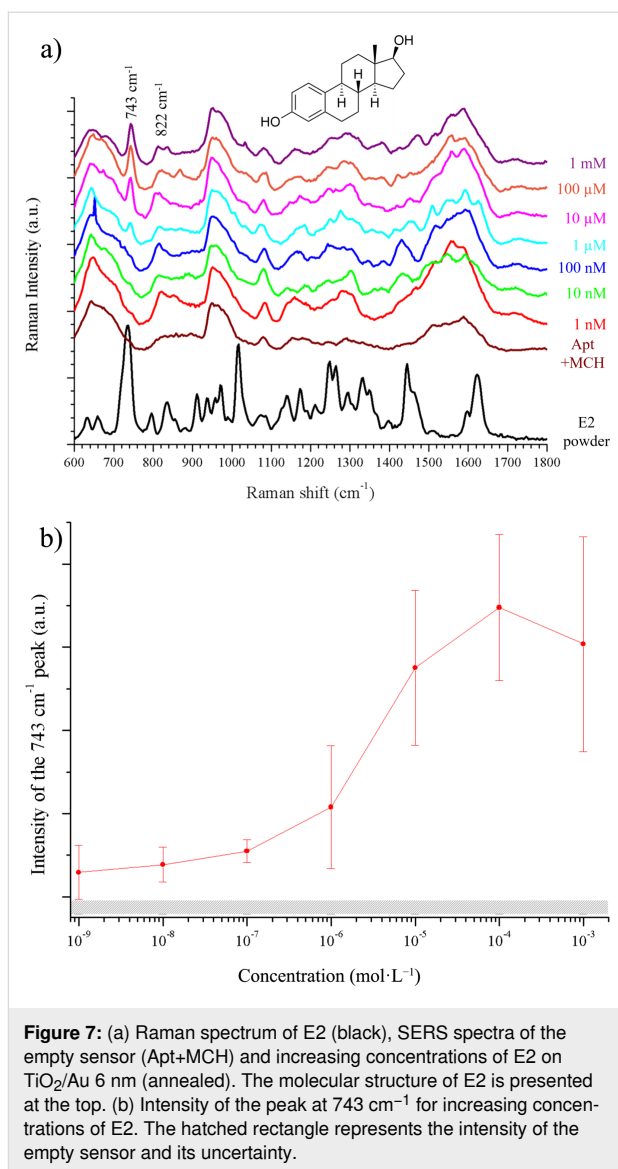 a)
OH
H
H
H
HO
743 cm⁻¹
822 cm⁻¹
1 mM
100 µM
10 µM
1 µM
100 nM
10 nM
1 nM
Apt
+MCH
E2
powder
Raman Intensity (a.u.)
600 700 800 900 1000 1100 1200 1300 1400 1500 1600 1700 1800
Raman shift (cm⁻¹)
b)
Intensity of the 743 cm⁻¹ peak (a.u.)
10⁻⁹ 10⁻⁸ 10⁻⁷ 10⁻⁶ 10⁻⁵ 10⁻⁴ 10⁻³
Concentration (mol·L⁻¹)
Figure 7: (a) Raman spectrum of E2 (black), SERS spectra of the
empty sensor (Apt+MCH) and increasing concentrations of E2 on
TiO₂/Au 6 nm (annealed). The molecular structure of E2 is presented
at the top. (b) Intensity of the peak at 743 cm⁻¹ for increasing concen-
trations of E2. The hatched rectangle represents the intensity of the
empty sensor and its uncertainty.